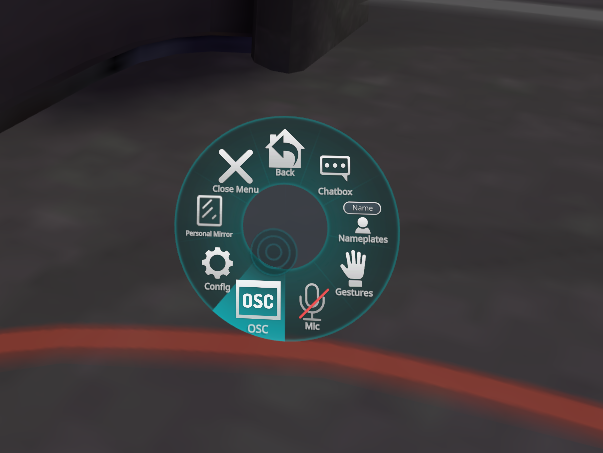 Back
Close Menu
Chatbox
Personal Mirror
Name
Nameplates
Config
Gestures
OSC
OSC
Mic